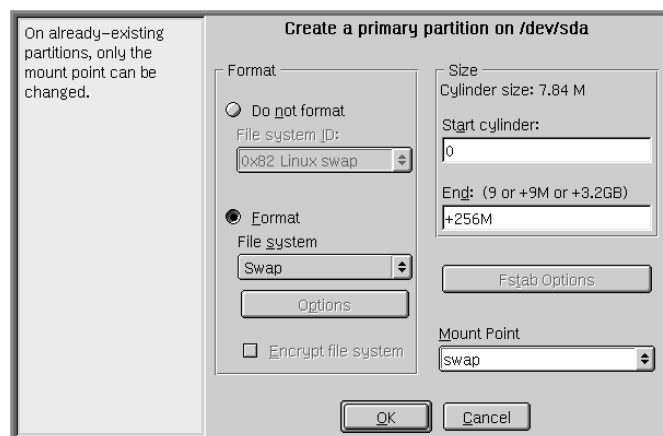 On already-existing
partitions, only the
mount point can be
changed.
Create a primary partition on /dev/sda
Format
Do not format
File system ID:
0x82 Linux swap
Format
File system
Swap
Options
Encrypt file system
Size
Cylinder size: 7.84 M
Start cylinder:
0
End: (9 or +9M or +3.2GB)
+256M
Fstab Options
Mount Point
swap
OK
Cancel